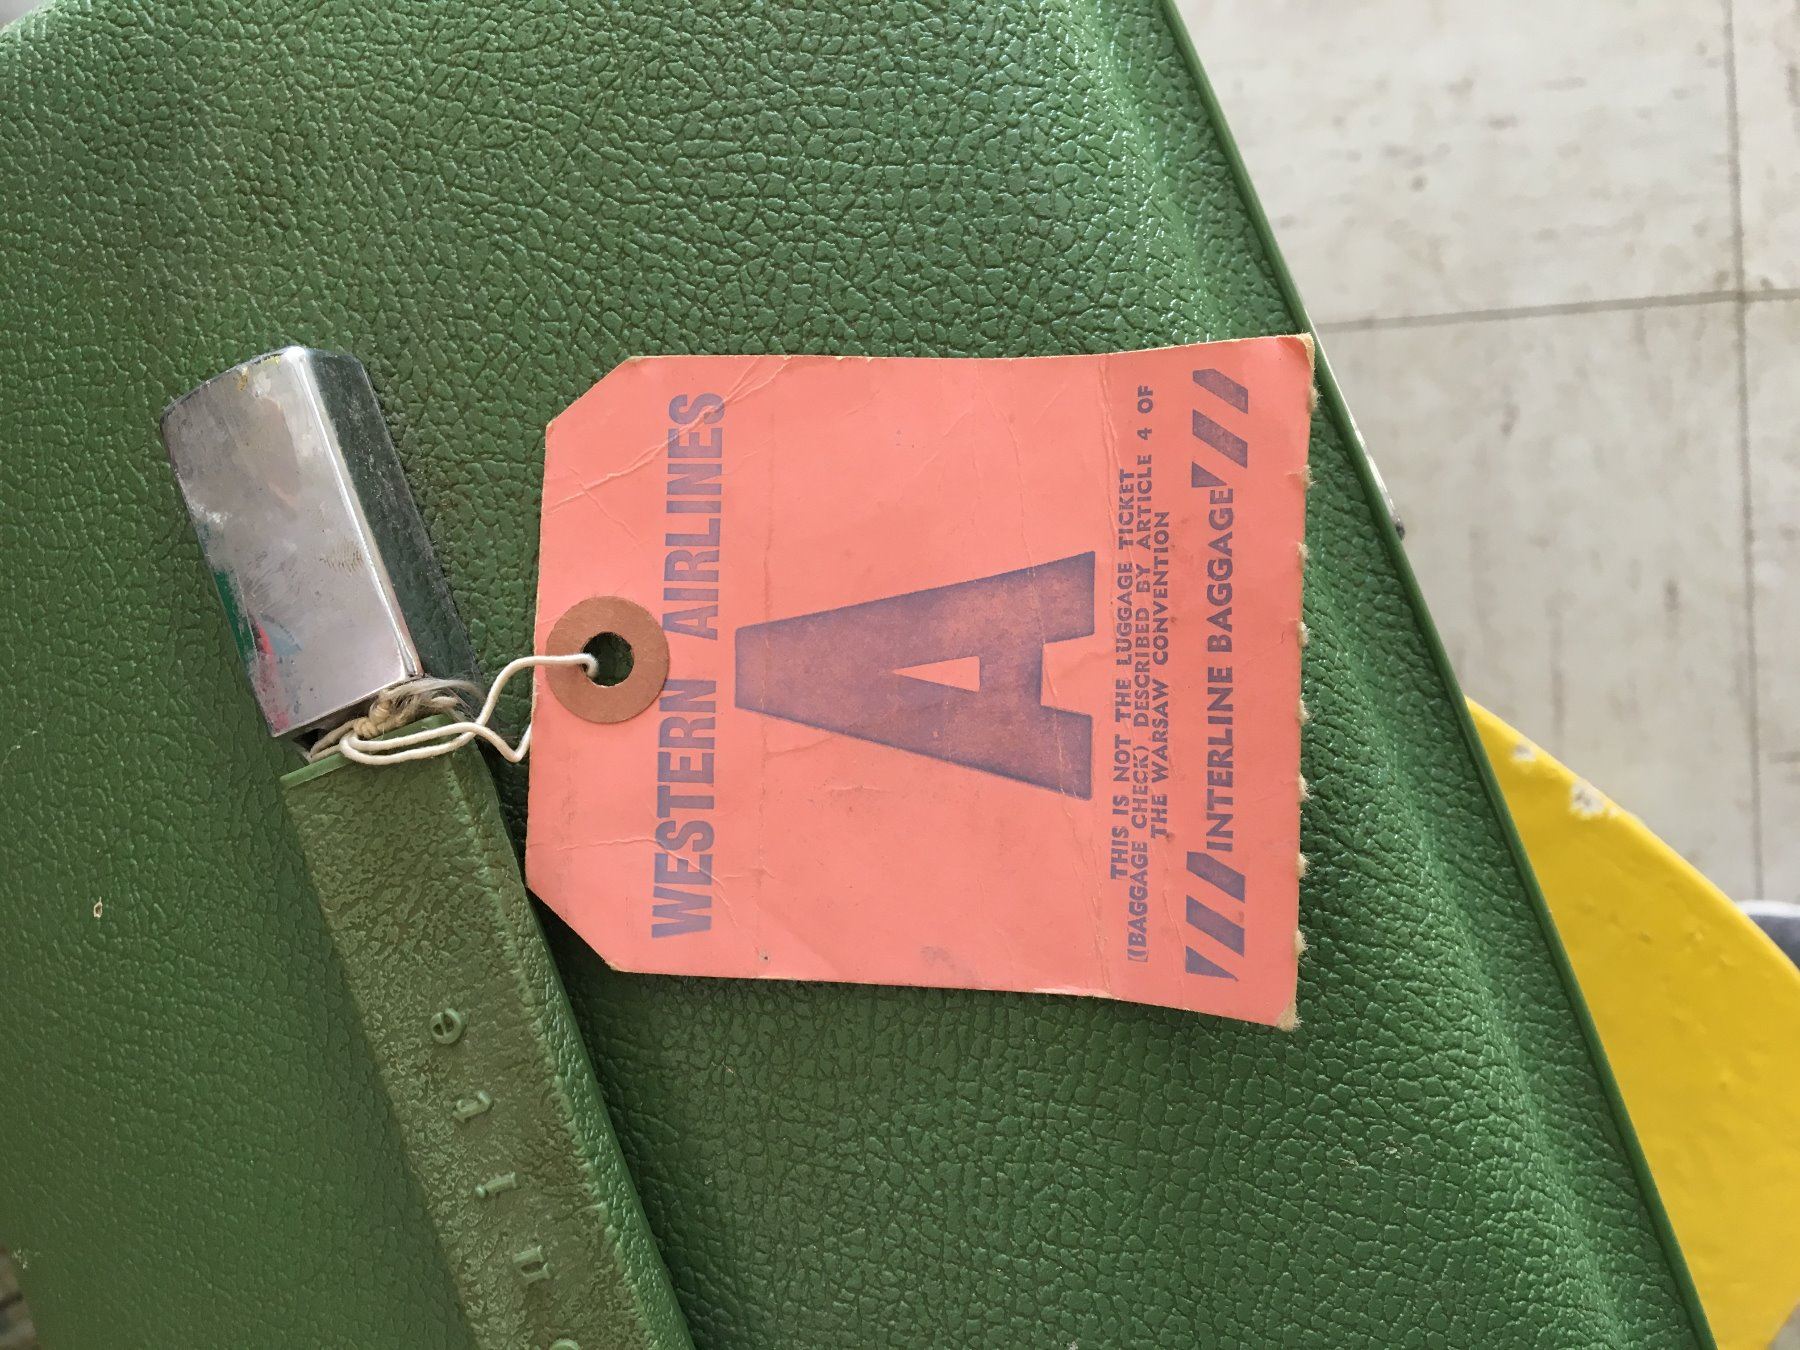 WESTERN AIRLINES
A
THIS IS NOT THE LUGGAGE TICKET
(BAGGAGE CHECK) DESCRIBED BY ARTICLE 4 OF
THE WARSAW CONVENTION
INTERLINE BAGGAGE